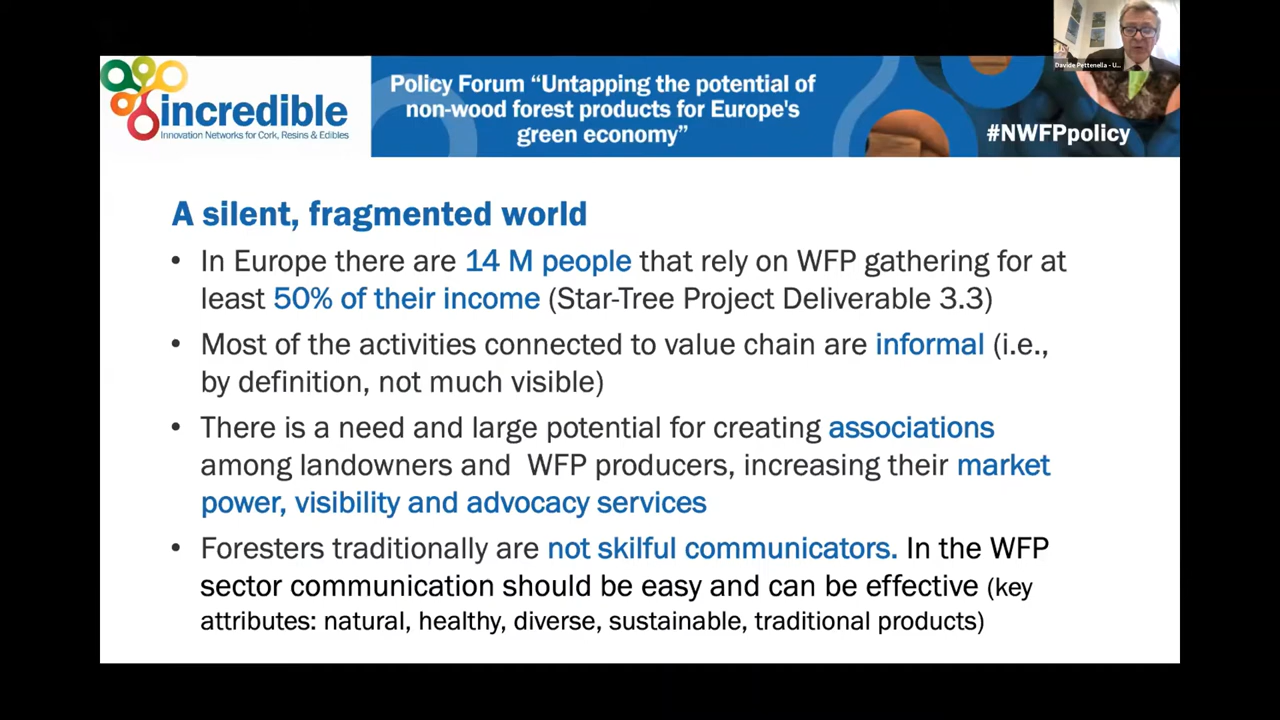 incredible
Innovation Networks for Cork, Resins & Edibles
Policy Forum “Untapping the potential of
non-wood forest products for Europe's
green economy”
#NWFPpolicy
Davide Pettenella - U...
A silent, fragmented world
• In Europe there are 14 M people that rely on WFP gathering for at
least 50% of their income (Star-Tree Project Deliverable 3.3)
• Most of the activities connected to value chain are informal (i.e.,
by definition, not much visible)
• There is a need and large potential for creating associations
among landowners and WFP producers, increasing their market
power, visibility and advocacy services
• Foresters traditionally are not skilful communicators. In the WFP
sector communication should be easy and can be effective (key
attributes: natural, healthy, diverse, sustainable, traditional products)